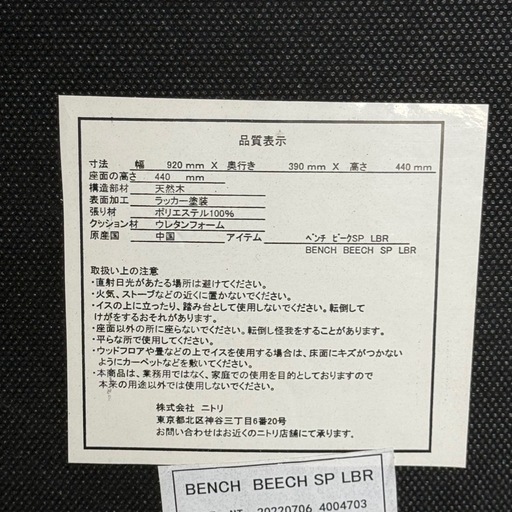 品質表示
寸法 幅 920 mm X 奥行き 390 mm X 高さ 440 mm
座面の高さ 440 mm
構造部材 天然木
表面加工 ラッカー塗装
張り材 ポリエステル100%
クッション材 ウレタンフォーム
原産国 中国 アイテム ベンチ ビークSP LBR
BENCH BEECH SP LBR
取扱い上の注意
・直射日光があたる場所は避けてください。
・火気、ストーブなどの近くに置かないでください。
・イスの上に立ったり、踏み台として使用しないでください。転倒して
けがをするおそれがあります。
・座面以外の所に座らないでください。転倒し怪我をすることがあります。
・平らな所で使用してください。
・ウッドフロアや畳などの上でイスを使用する場合は、床面にキズがつかない
ようにカーペットなどを敷いてください。
・本商品は、業務用ではなく、家庭での使用を目的としておりますので
本来の用途以外では使用しないでください。
株式会社 ニトリ
東京都北区神谷三丁目6番20号
お問い合わせはお近くのニトリ店舗にて承ります。
BENCH BEECH SP LBR
20220706 4004703